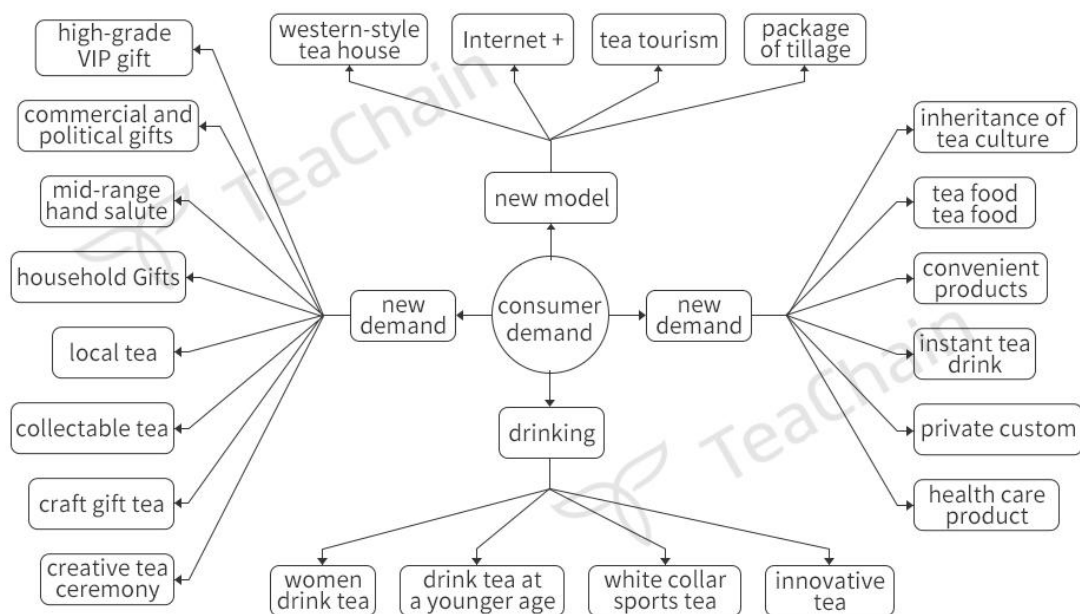 high-grade
VIP gift
commercial and
political gifts
mid-range
hand salute
household Gifts
local tea
collectable tea
craft gift tea
creative tea
ceremony
new
demand
western-style
tea house
Internet +
tea tourism
package
of tillage
new model
consumer
demand
drinking
women
drink tea
drink tea at
a younger age
white collar
sports tea
innovative
tea
new
demand
inheritance of
tea culture
tea food
tea food
convenient
products
instant tea
drink
private custom
health care
product
TeaChain
TeaChain